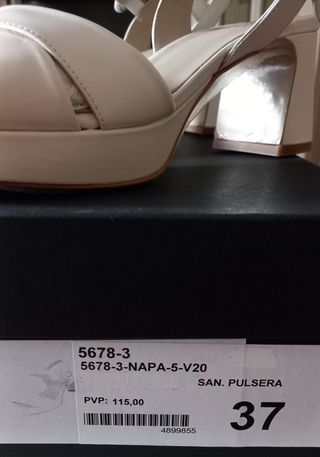 5678-3
5678-3-NAPA-5-V20
SAN. PULSERA
PVP: 115,00
37
4899855